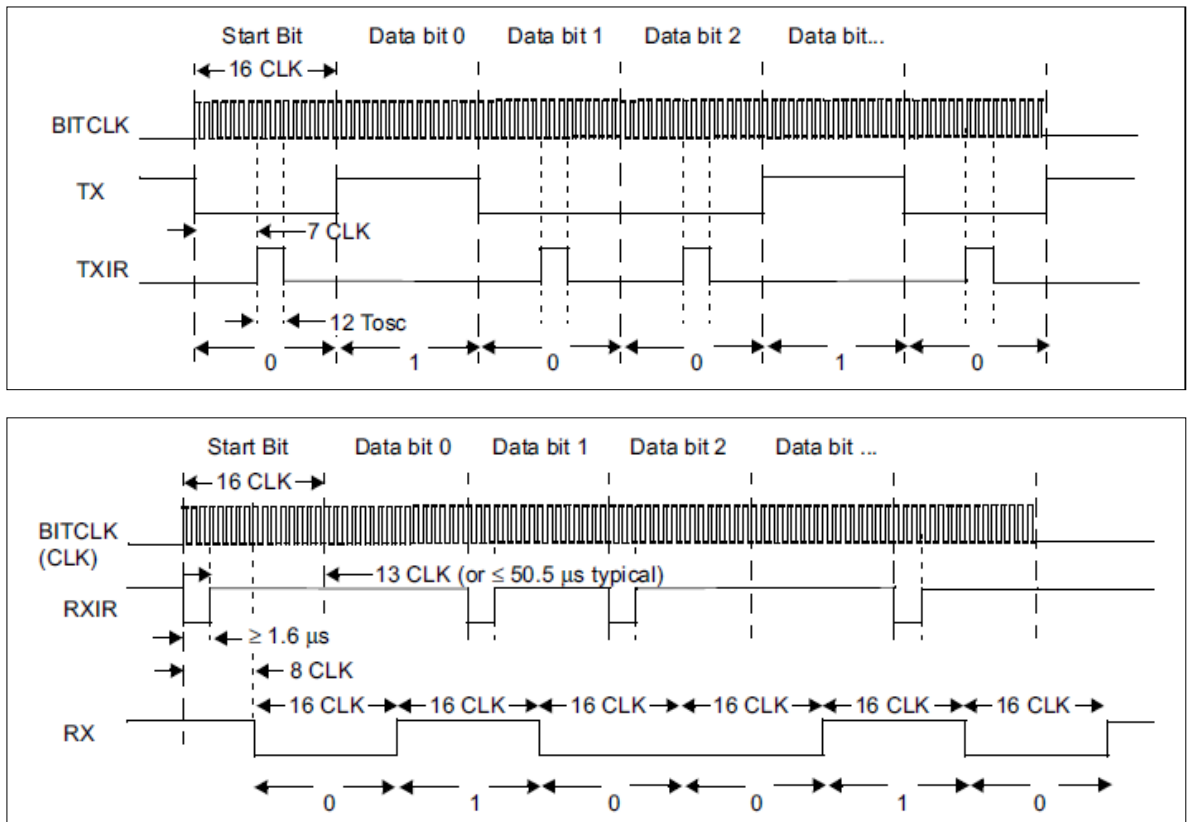 Start Bit Data bit 0 Data bit 1 Data bit 2 Data bit...
16 CLK
BITCLK
TX
7 CLK
TXIR
12 Tosc
0 1 0 0 1 0
Start Bit Data bit 0 Data bit 1 Data bit 2 Data bit ...
16 CLK
BITCLK
(CLK)
13 CLK (or ≤ 50.5 μs typical)
RXIR
≥ 1.6 μs
8 CLK
16 CLK 16 CLK 16 CLK 16 CLK 16 CLK 16 CLK
RX
0 1 0 0 1 0